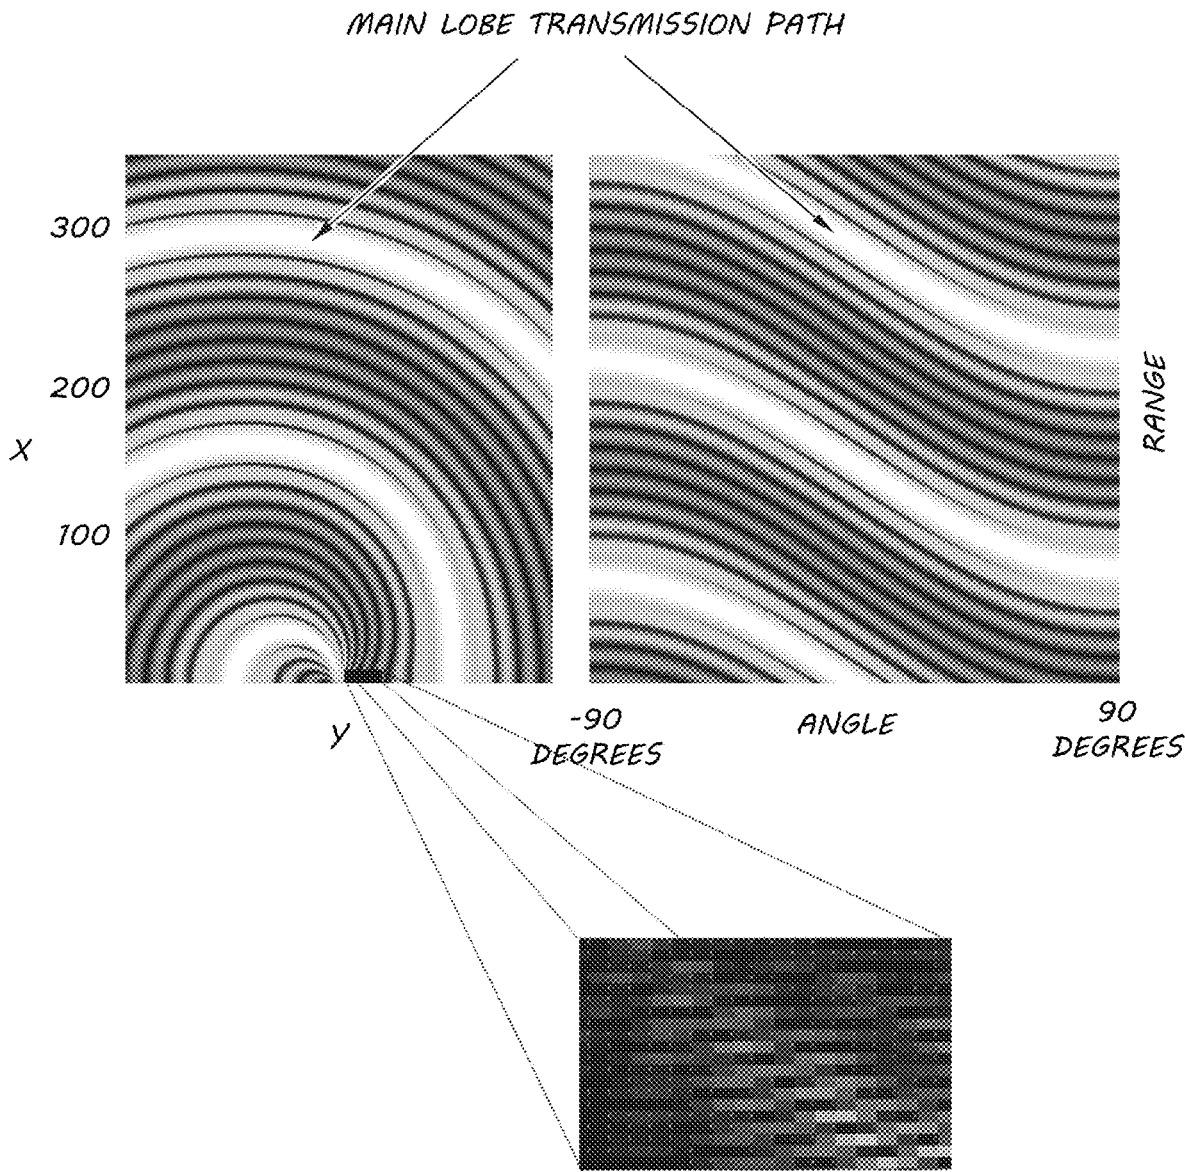 MAIN LOBE TRANSMISSION PATH
300
200
X
100
RANGE
Y
-90
DEGREES
ANGLE
90
DEGREES